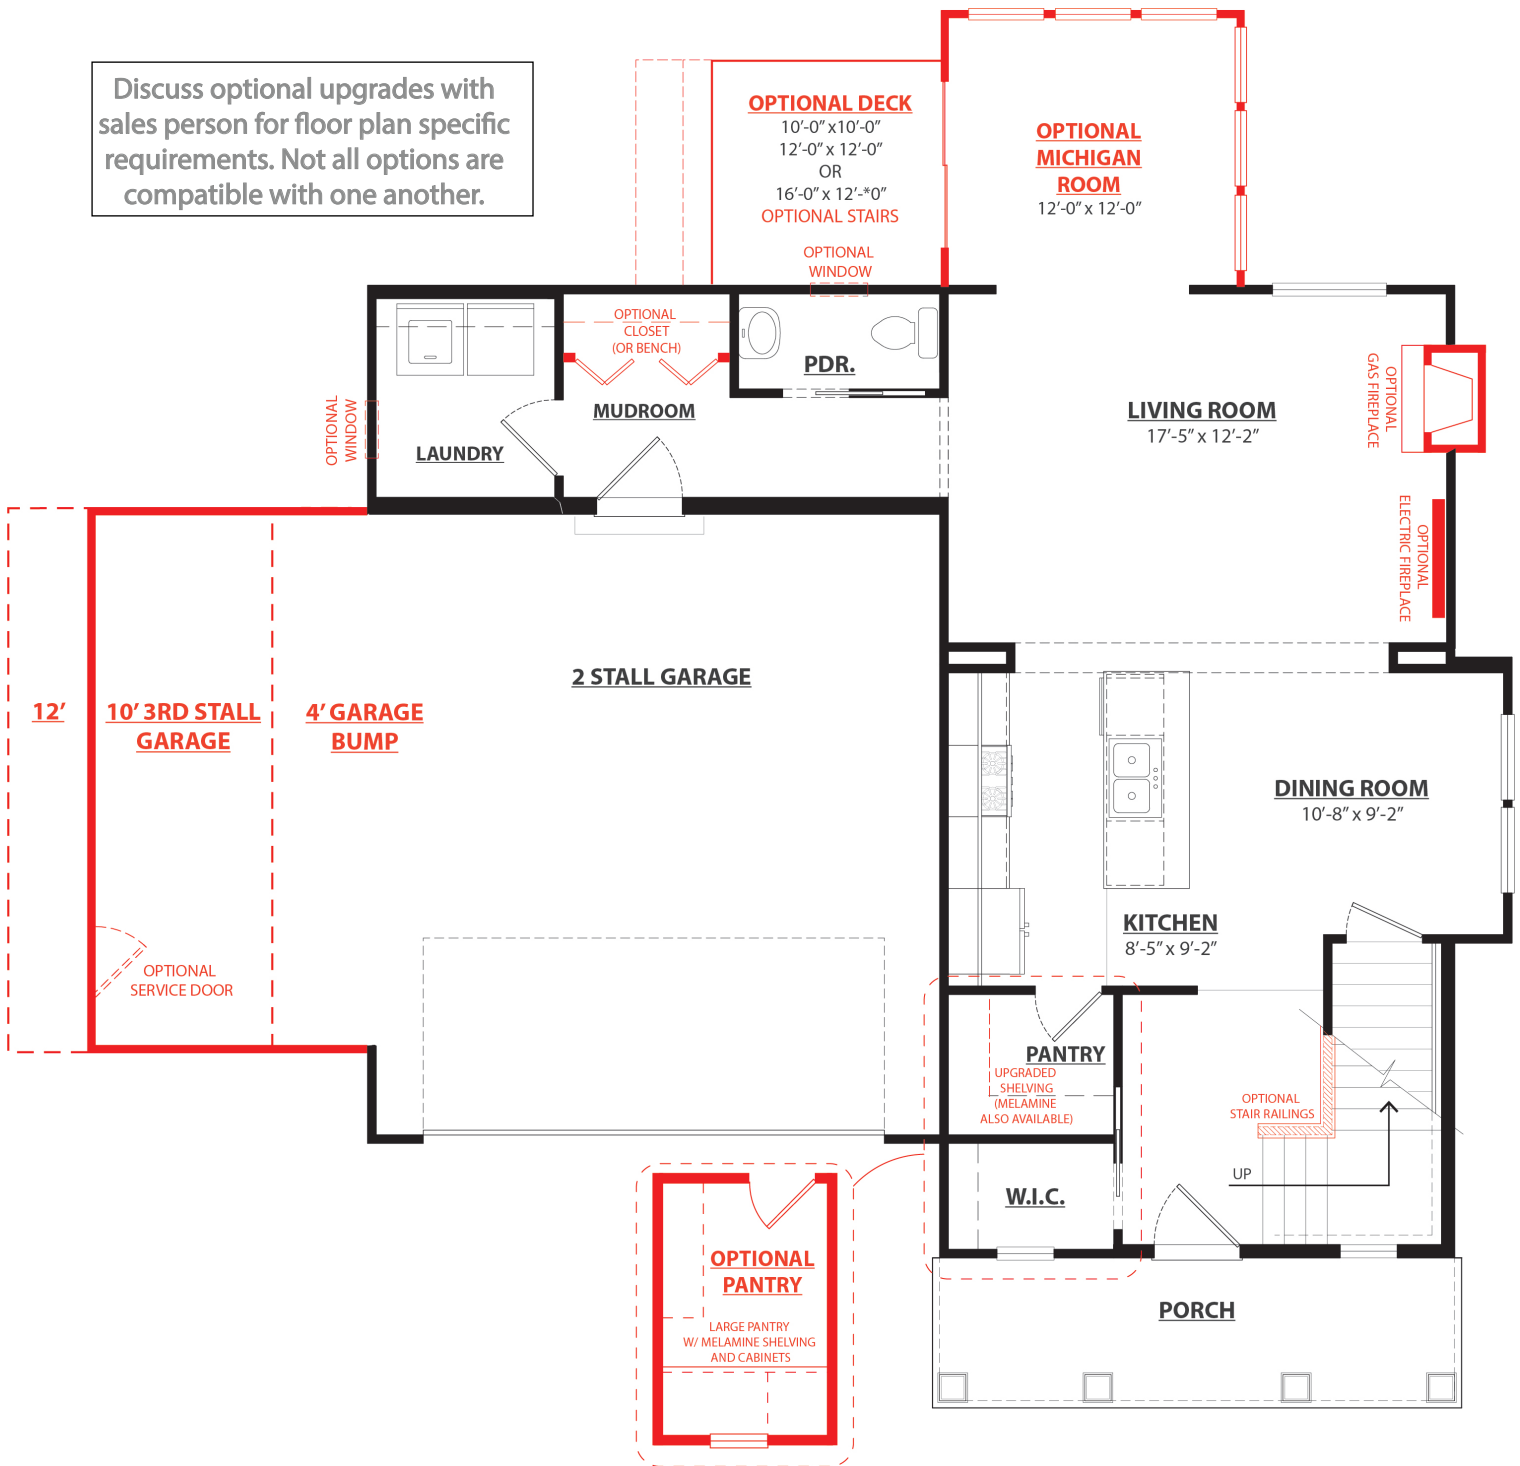 Discuss optional upgrades with
sales person for floor plan specific
requirements. Not all options are
compatible with one another.
OPTIONAL DECK
10’-0” x10’-0”
12’-0” x 12’-0”
OR
16’-0” x 12’-*0”
OPTIONAL STAIRS
OPTIONAL
WINDOW
OPTIONAL
MICHIGAN
ROOM
12’-0” x 12’-0”
OPTIONAL
CLOSET
(OR BENCH)
PDR.
MUDROOM
LAUNDRY
OPTIONAL
WINDOW
LIVING ROOM
17’-5” x 12’-2”
OPTIONAL
GAS FIREPLACE
OPTIONAL
ELECTRIC FIREPLACE
2 STALL GARAGE
12’
10’ 3RD STALL
GARAGE
4’ GARAGE
BUMP
OPTIONAL
SERVICE DOOR
DINING ROOM
10’-8” x 9’-2”
KITCHEN
8’-5” x 9’-2”
PANTRY
UPGRADED
SHELVING
(MELAMINE
ALSO AVAILABLE)
OPTIONAL
STAIR RAILINGS
UP
W.I.C.
OPTIONAL
PANTRY
LARGE PANTRY
W/ MELAMINE SHELVING
AND CABINETS
PORCH